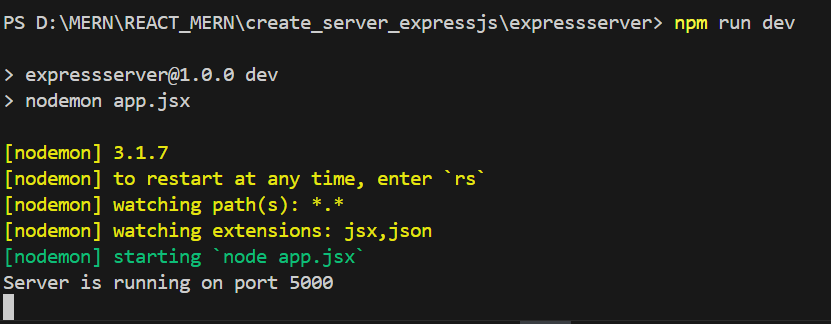 PS D:\MERN\REACT_MERN\create_server_expressjs\expressserver> npm run dev
> expressserver@1.0.0 dev
> nodemon app.jsx
[nodemon] 3.1.7
[nodemon] to restart at any time, enter `rs`
[nodemon] watching path(s): *.*
[nodemon] watching extensions: jsx,json
[nodemon] starting `node app.jsx`
Server is running on port 5000